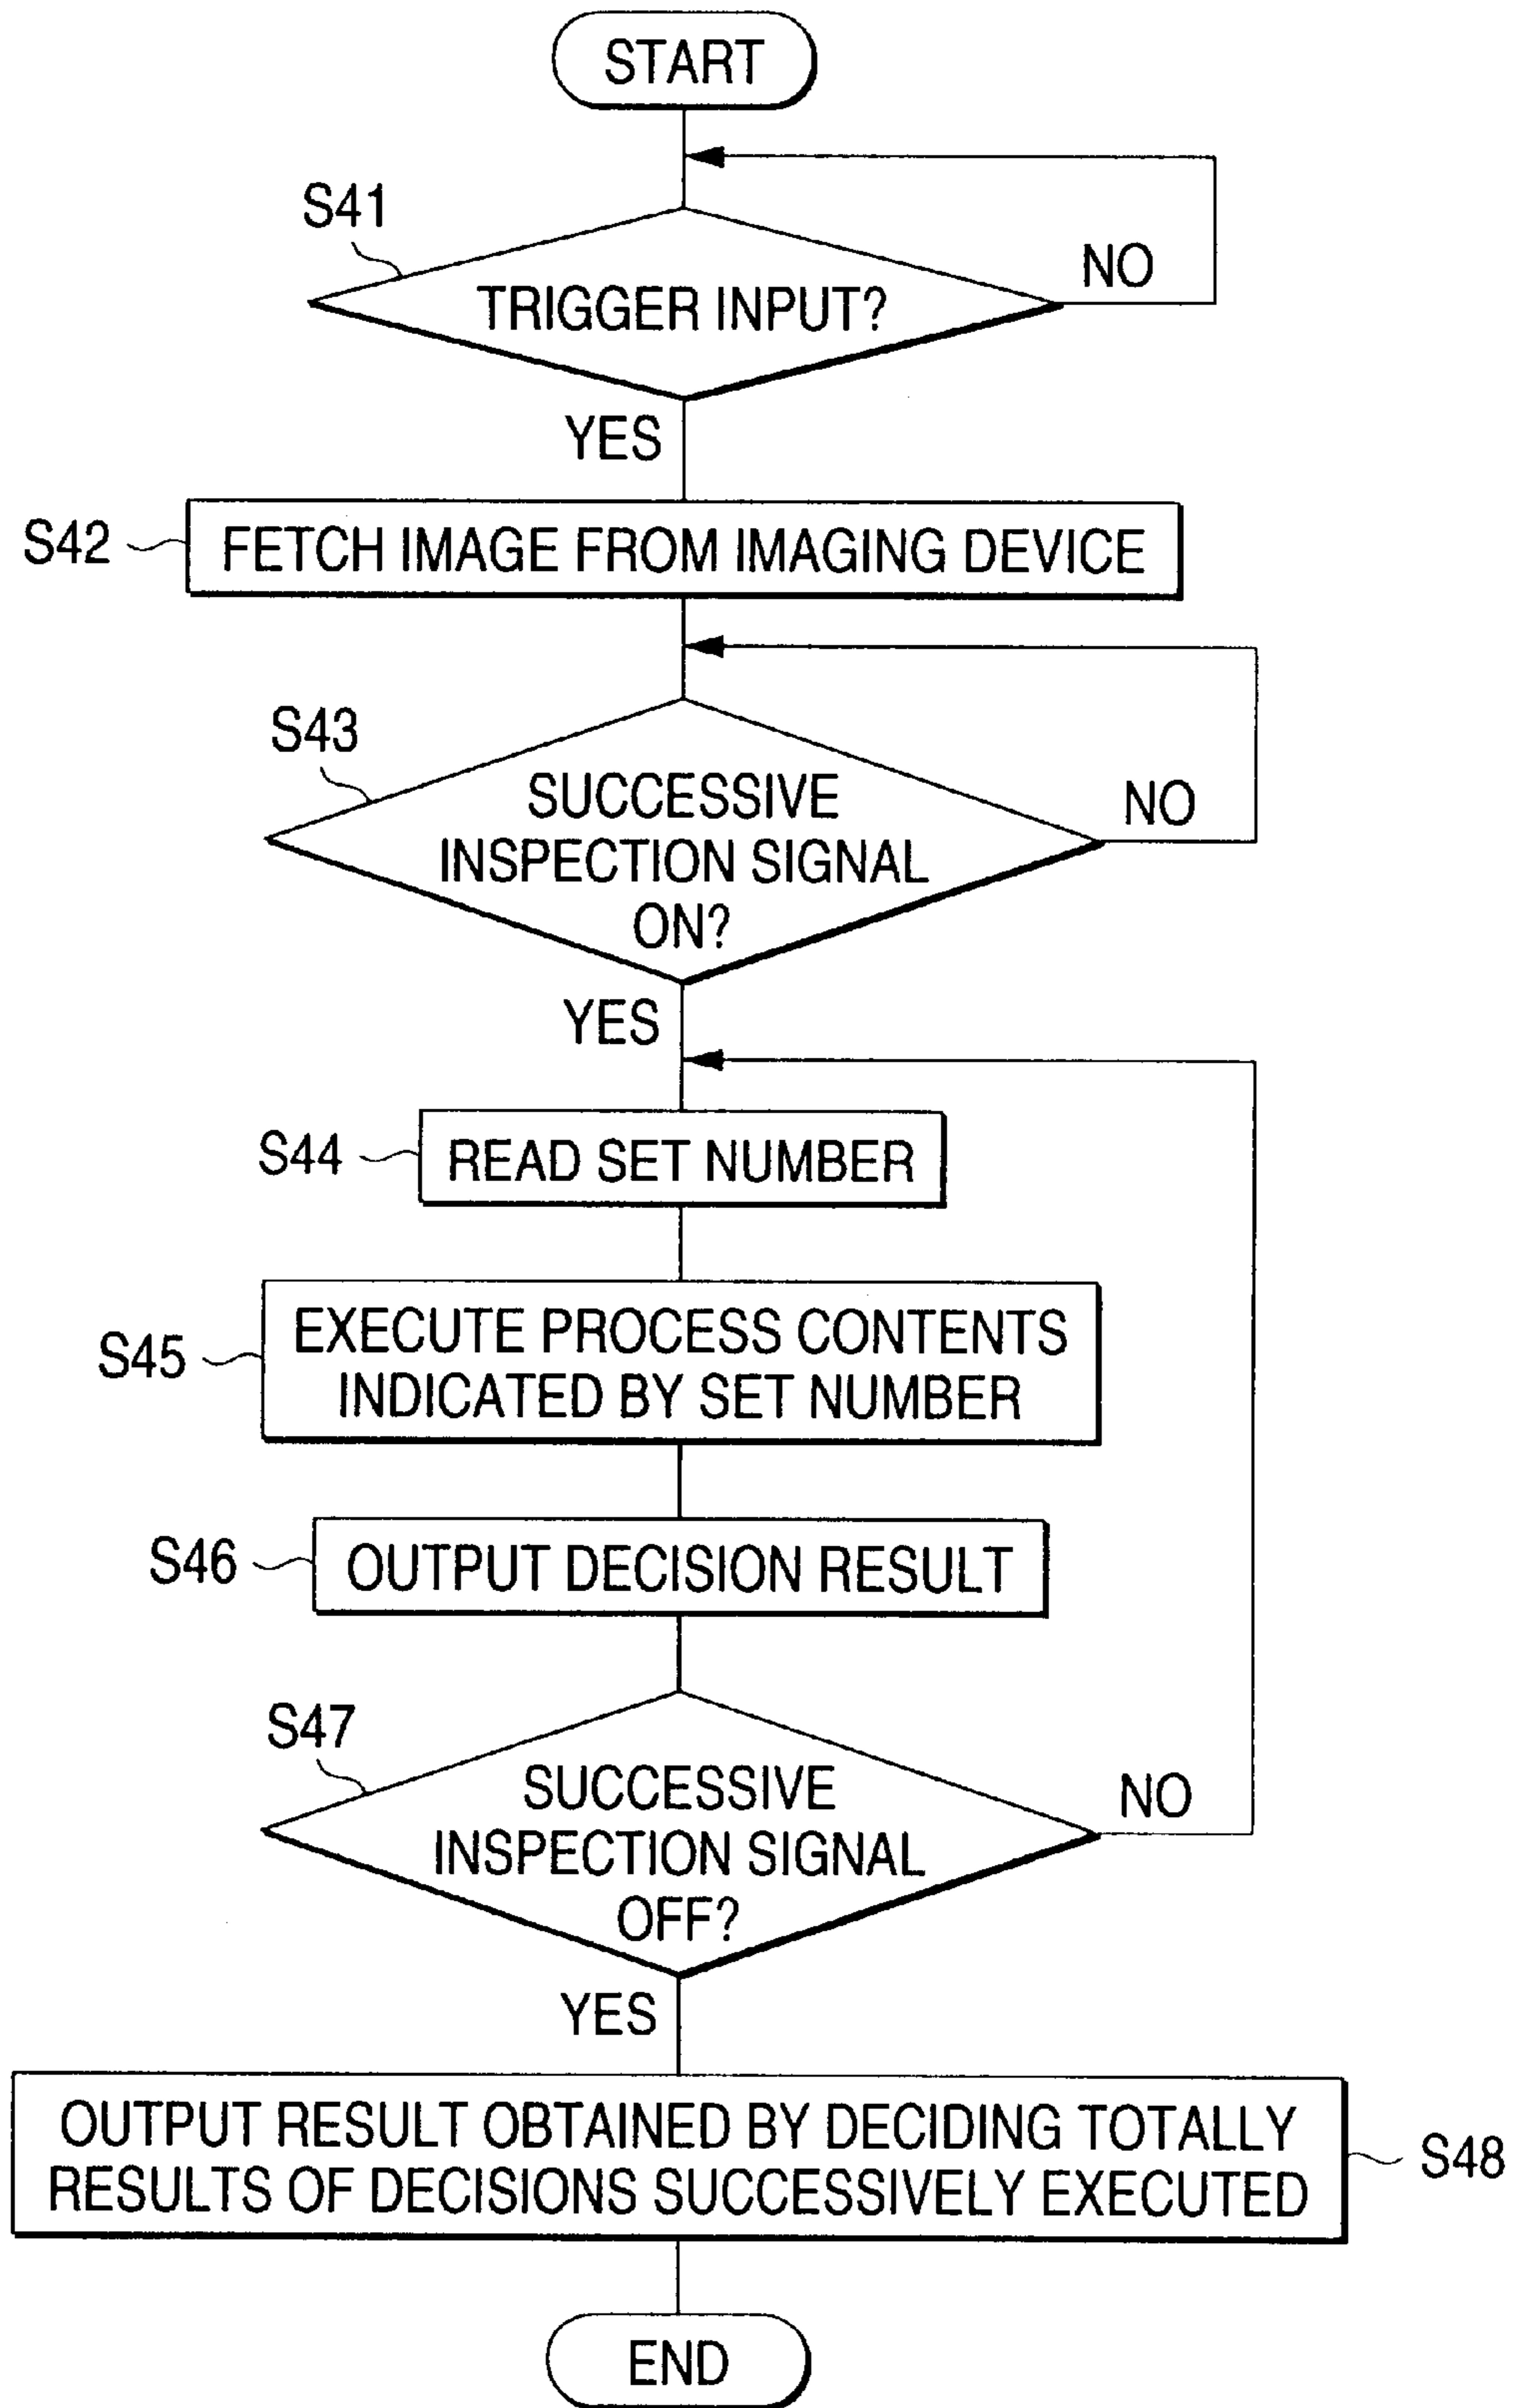 START
S41
TRIGGER INPUT?
NO
YES
S42
FETCH IMAGE FROM IMAGING DEVICE
S43
SUCCESSIVE
INSPECTION SIGNAL
ON?
NO
YES
S44
READ SET NUMBER
S45
EXECUTE PROCESS CONTENTS
INDICATED BY SET NUMBER
S46
OUTPUT DECISION RESULT
S47
SUCCESSIVE
INSPECTION SIGNAL
OFF?
NO
YES
OUTPUT RESULT OBTAINED BY DECIDING TOTALLY
RESULTS OF DECISIONS SUCCESSIVELY EXECUTED
S48
END